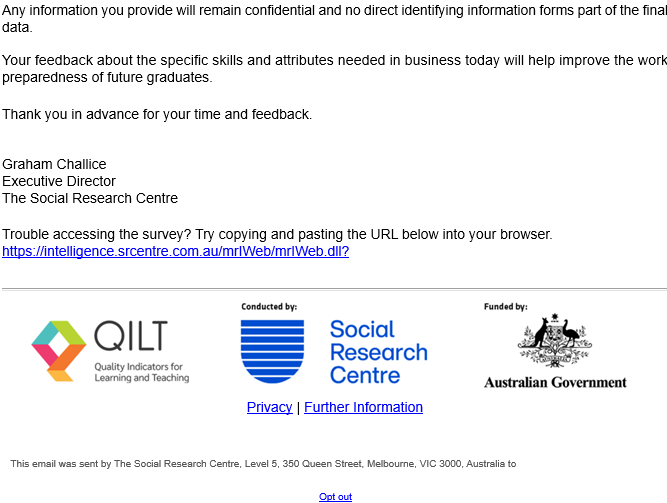 Any information you provide will remain confidential and no direct identifying information forms part of the final
data.
Your feedback about the specific skills and attributes needed in business today will help improve the work
preparedness of future graduates.
Thank you in advance for your time and feedback.
Graham Challice
Executive Director
The Social Research Centre
Trouble accessing the survey? Try copying and pasting the URL below into your browser.
https://intelligence.srcentre.com.au/mrIWeb/mrIWeb.dll?
QILT
Quality Indicators for
Learning and Teaching
Conducted by:
Social
Research
Centre
Funded by:
Australian Government
Privacy | Further Information
This email was sent by The Social Research Centre, Level 5, 350 Queen Street, Melbourne, VIC 3000, Australia to
Opt out